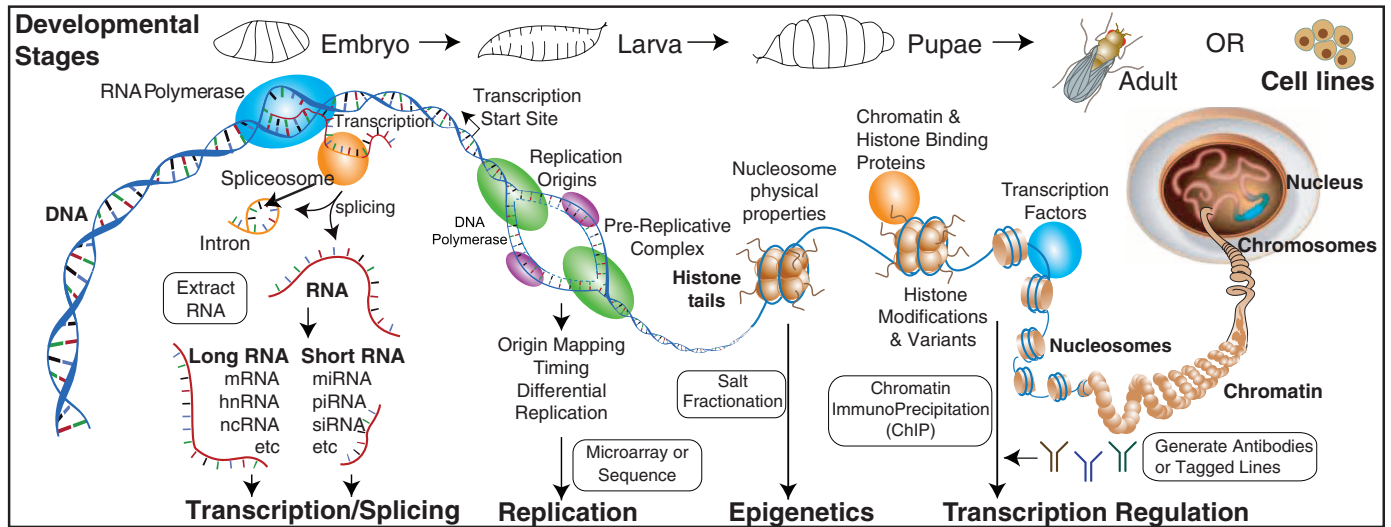 Developmental
Stages
Embryo
Larva
Pupae
Adult
OR
Cell lines
RNA Polymerase
Transcription
Transcription
Start Site
Spliceosome
splicing
DNA
Intron
Extract
RNA
RNA
Long RNA
mRNA
hnRNA
ncRNA
etc
Short RNA
miRNA
piRNA
siRNA
etc
Transcription/Splicing
Replication
Origins
DNA
Polymerase
Pre-Replicative
Complex
Origin Mapping
Timing
Differential
Replication
Microarray or
Sequence
Replication
Nucleosome
physical
properties
Histone
tails
Salt
Fractionation
Epigenetics
Chromatin &
Histone Binding
Proteins
Histone
Modifications
& Variants
Chromatin
ImmunoPrecipitation
(ChIP)
Transcription
Factors
Nucleus
Chromosomes
Nucleosomes
Chromatin
Generate Antibodies
or Tagged Lines
Transcription Regulation